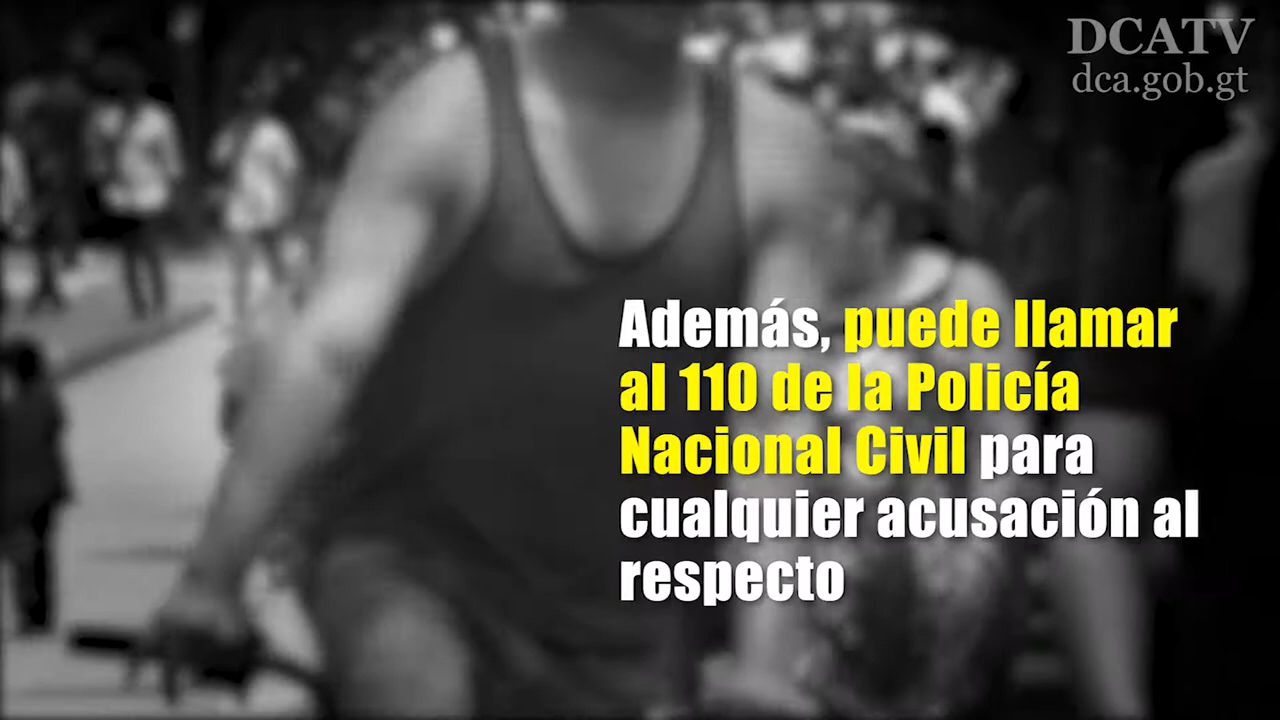 DCATV
dca.gob.gt
Además, puede llamar
al 110 de la Policía
Nacional Civil para
cualquier acusación al
respecto